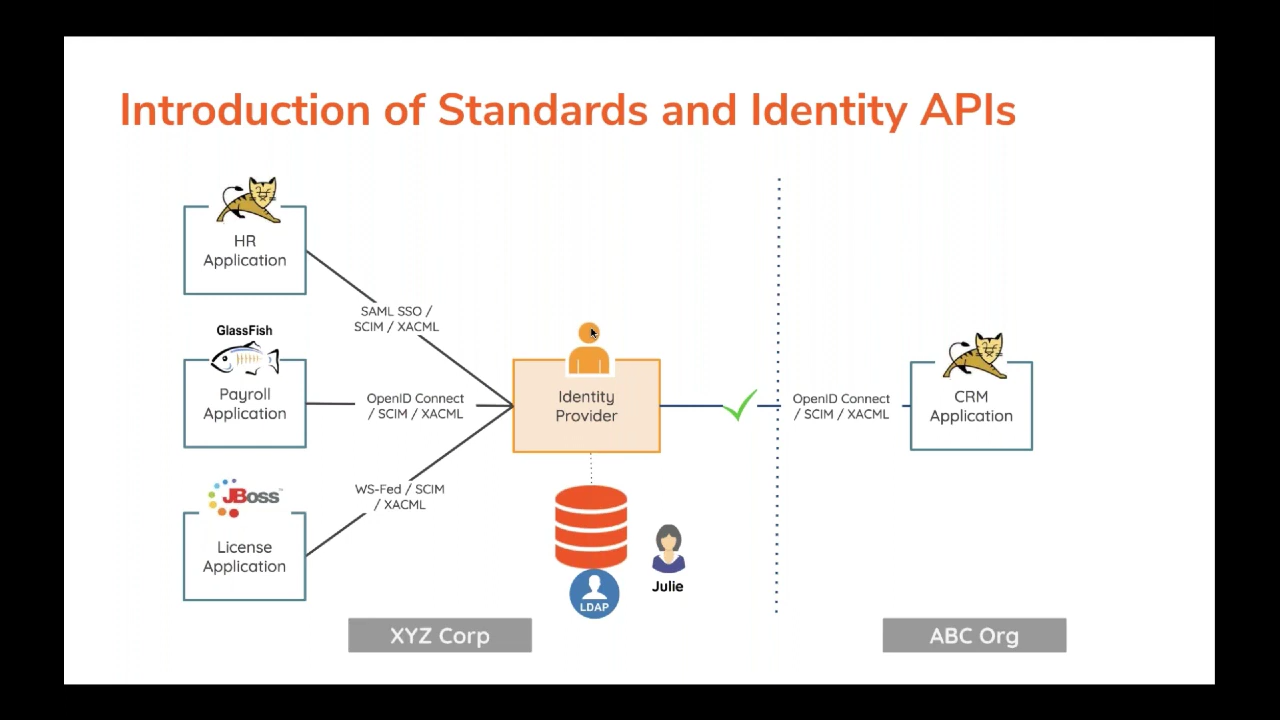 Introduction of Standards and Identity APIs
HR
Application
SAML SSO /
SCIM / XACML
GlassFish
Payroll
Application
OpenID Connect
/ SCIM / XACML
Identity
Provider
OpenID Connect
/ SCIM / XACML
CRM
Application
JBoss™
WS-Fed / SCIM
/ XACML
License
Application
LDAP
Julie
XYZ Corp
ABC Org